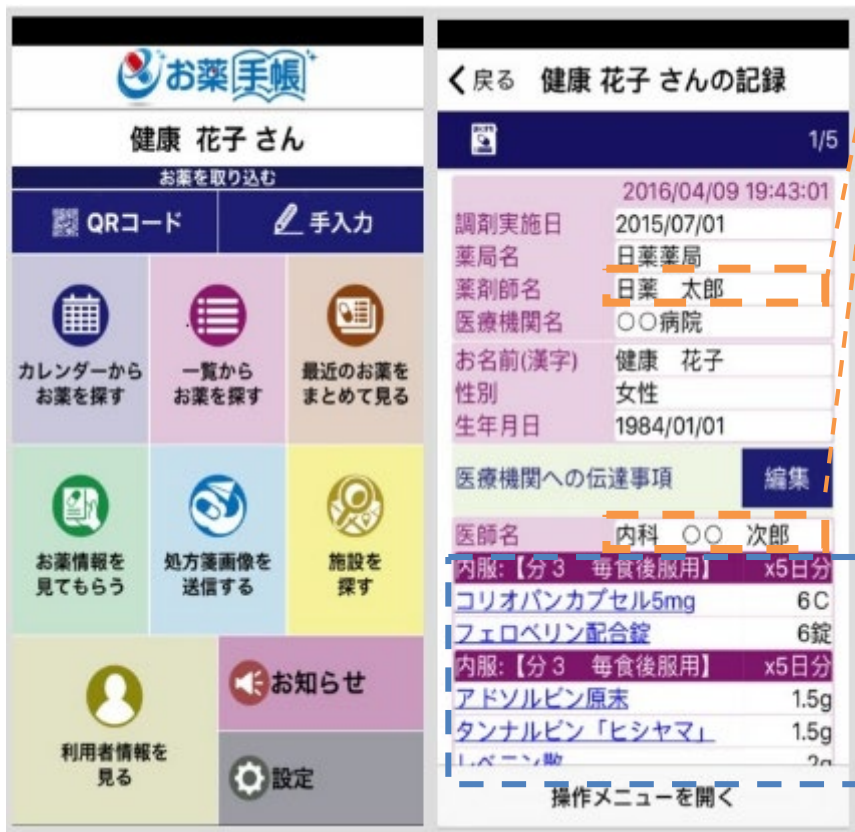 お薬手帳
健康 花子 さん
お薬を取り込む
QRコード
手入力
カレンダーから
お薬を探す
一覧から
お薬を探す
最近のお薬を
まとめて見る
お薬情報を
見てもらう
処方箋画像を
送信する
施設を
探す
利用者情報を
見る
お知らせ
設定
戻る 健康 花子 さんの記録
1/5
2016/04/09 19:43:01
調剤実施日 2015/07/01
薬局名 日薬薬局
薬剤師名 日薬 太郎
医療機関名 〇〇病院
お名前(漢字) 健康 花子
性別 女性
生年月日 1984/01/01
医療機関への伝達事項 編集
医師名 内科 〇〇 次郎
内服:【分3 毎食後服用】 x5日分
コリオパンカプセル5mg 6C
フェロベリン配合錠 6錠
内服:【分3 毎食後服用】 x5日分
アドソルビン原末 1.5g
タンナルビン「ヒシヤマ」 1.5g
レベニン散 2g
操作メニューを開く